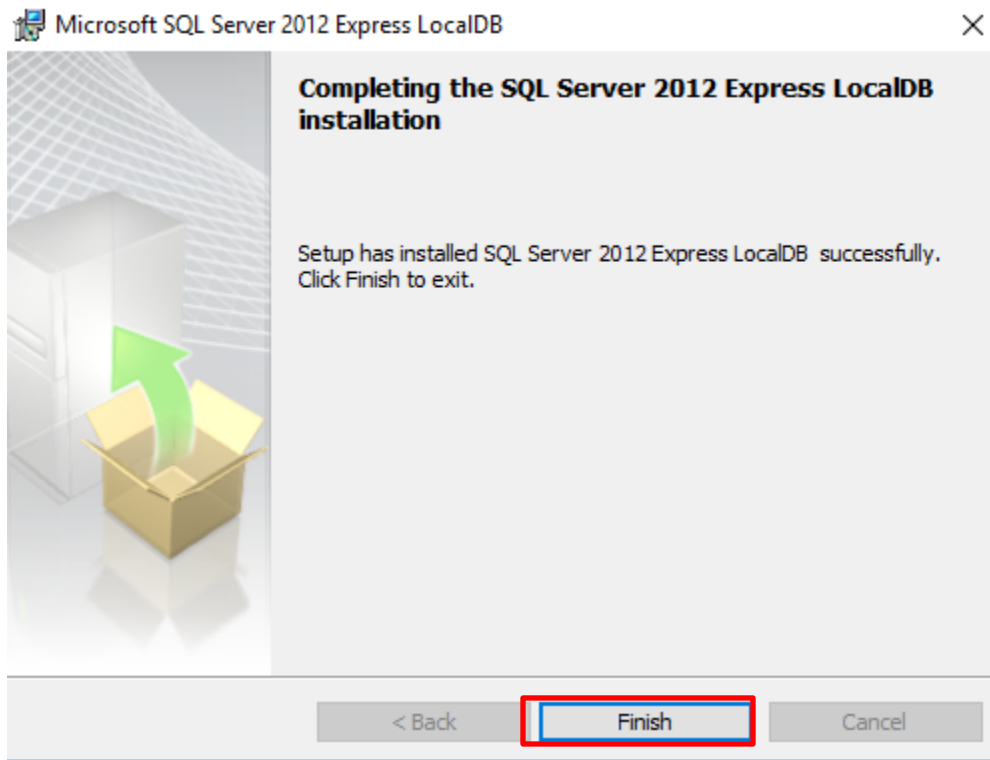 Microsoft SQL Server 2012 Express LocalDB
Completing the SQL Server 2012 Express LocalDB
installation
Setup has installed SQL Server 2012 Express LocalDB  successfully.
Click Finish to exit.
< Back
Finish
Cancel